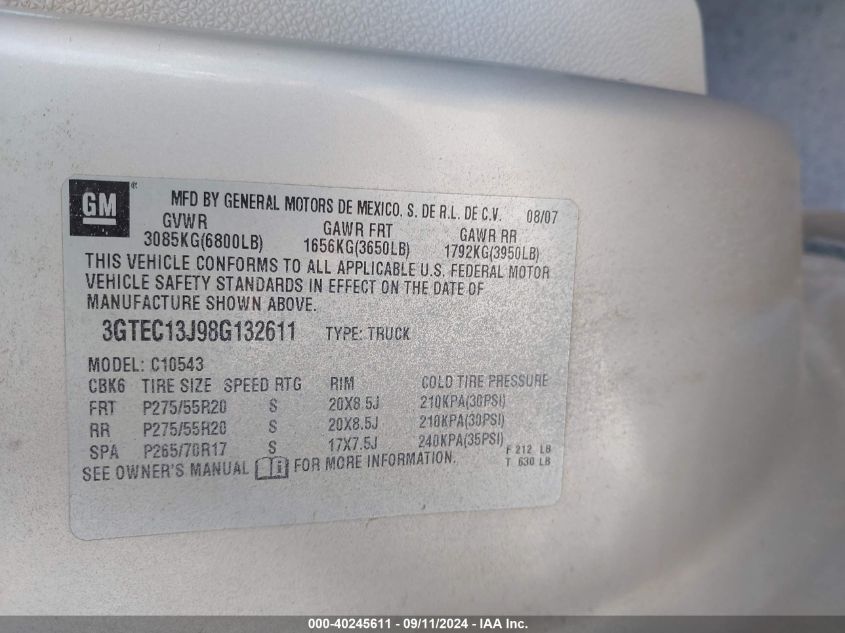 GM
MFD BY GENERAL MOTORS DE MEXICO, S. DE R.L. DE C.V. 08/07
GVWR GAWR FRT GAWR RR
3085KG(6800LB) 1656KG(3650LB) 1792KG(3950LB)
THIS VEHICLE CONFORMS TO ALL APPLICABLE U.S. FEDERAL MOTOR
VEHICLE SAFETY STANDARDS IN EFFECT ON THE DATE OF
MANUFACTURE SHOWN ABOVE.
3GTEC13J98G132611 TYPE: TRUCK
MODEL: C10543
CBK6 TIRE SIZE SPEED RTG RIM COLD TIRE PRESSURE
FRT P275/55R20 S 20X8.5J 210KPA(30PSI)
RR P275/55R20 S 20X8.5J 210KPA(30PSI)
SPA P265/70R17 S 17X7.5J 240KPA(35PSI)
F 212 LB
T 630 LB
SEE OWNER'S MANUAL FOR MORE INFORMATION.
000-40245611 - 09/11/2024 - IAA Inc.